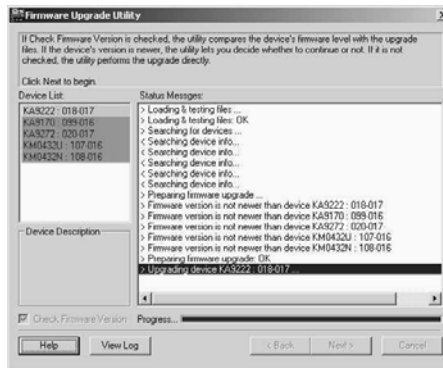 Firmware Upgrade Utility
If Check Firmware Version is checked, the utility compares the device's firmware level with the upgrade
files. If the device's version is newer, the utility lets you decide whether to continue or not. If it is not
checked, the utility performs the upgrade directly.
Click Next to begin.
Device List:
Status Messges:
KA9222 : 018-017
KA9170 : 099-016
KA9272 : 020-017
KM0432U : 107-016
KM0432N : 108-016
> Loading & testing files ...
> Loading & testing files: OK
> Searching for devices ...
< Searching device info...
< Searching device info...
< Searching device info...
< Searching device info...
< Searching device info...
> Preparing firmware upgrade ...
> Firmware version is not newer than device KA9222 : 018-017
> Firmware version is not newer than device KA9170 : 099-016
> Firmware version is not newer than device KA9272 : 020-017
> Firmware version is not newer than device KM0432U : 107-016
> Firmware version is not newer than device KM0432N : 108-016
> Preparing firmware upgrade: OK
> Upgrading device KA9222 : 018-017 ...
Device Description
Check Firmware Version
Progress...
Help
View Log
< Back
Next >
Cancel